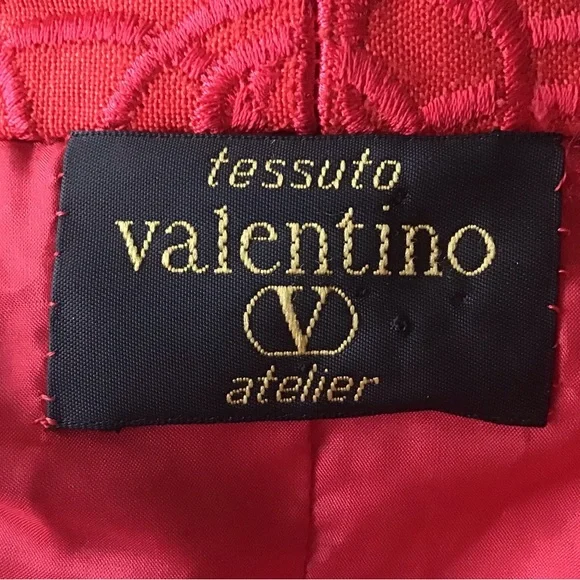 tessuto
valentino
V
atelier